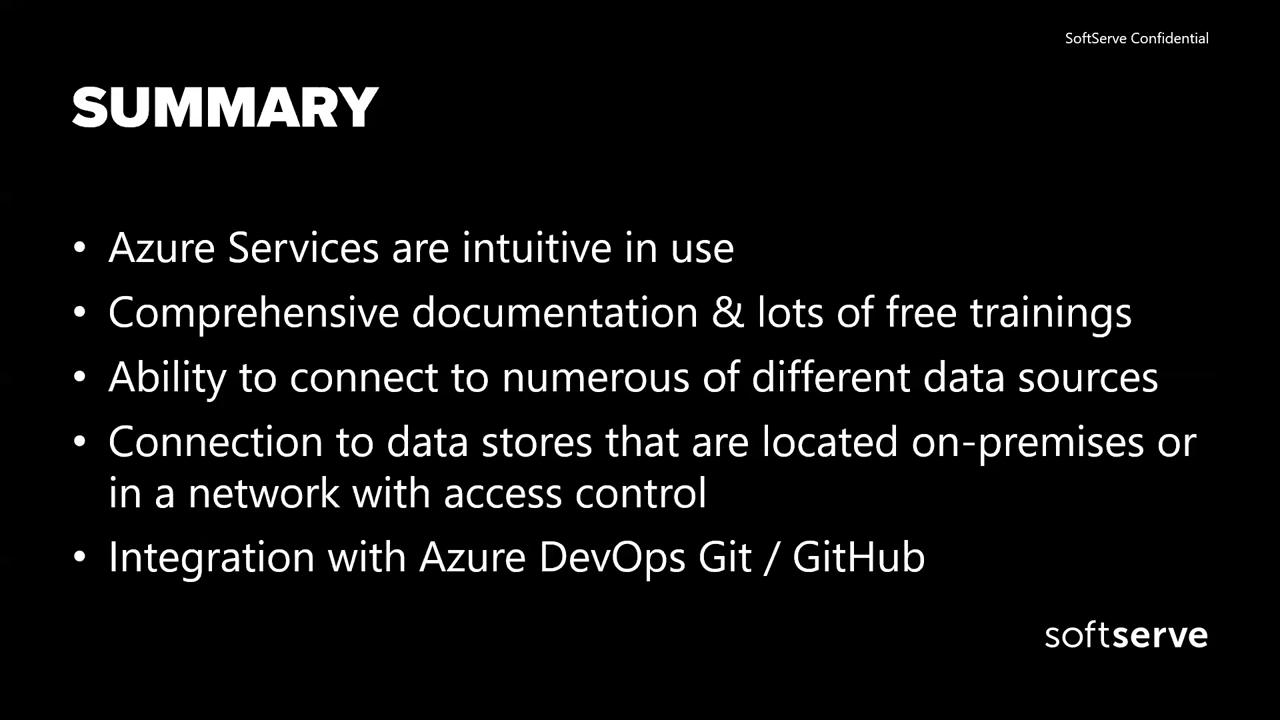 SoftServe Confidential
SUMMARY
• Azure Services are intuitive in use
• Comprehensive documentation & lots of free trainings
• Ability to connect to numerous of different data sources
• Connection to data stores that are located on-premises or
in a network with access control
• Integration with Azure DevOps Git / GitHub
softserve